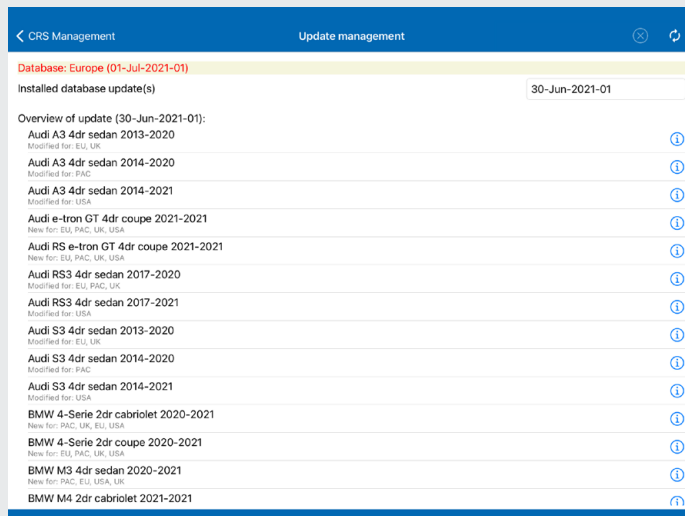 CRS Management
Update management
Database: Europe (01-Jul-2021-01)
Installed database update(s)
30-Jun-2021-01
Overview of update (30-Jun-2021-01):
Audi A3 4dr sedan 2013-2020
Modified for: EU, UK
Audi A3 4dr sedan 2014-2020
Modified for: PAC
Audi A3 4dr sedan 2014-2021
Modified for: USA
Audi e-tron GT 4dr coupe 2021-2021
New for: EU, PAC, UK, USA
Audi RS e-tron GT 4dr coupe 2021-2021
New for: EU, PAC, UK, USA
Audi RS3 4dr sedan 2017-2020
Modified for: EU, PAC, UK
Audi RS3 4dr sedan 2017-2021
Modified for: USA
Audi S3 4dr sedan 2013-2020
Modified for: EU, UK
Audi S3 4dr sedan 2014-2020
Modified for: PAC
Audi S3 4dr sedan 2014-2021
Modified for: USA
BMW 4-Serie 2dr cabriolet 2020-2021
New for: PAC, UK, EU, USA
BMW 4-Serie 2dr coupe 2020-2021
New for: EU, PAC, UK, USA
BMW M3 4dr sedan 2020-2021
New for: PAC, EU, USA, UK
BMW M4 2dr cabriolet 2021-2021